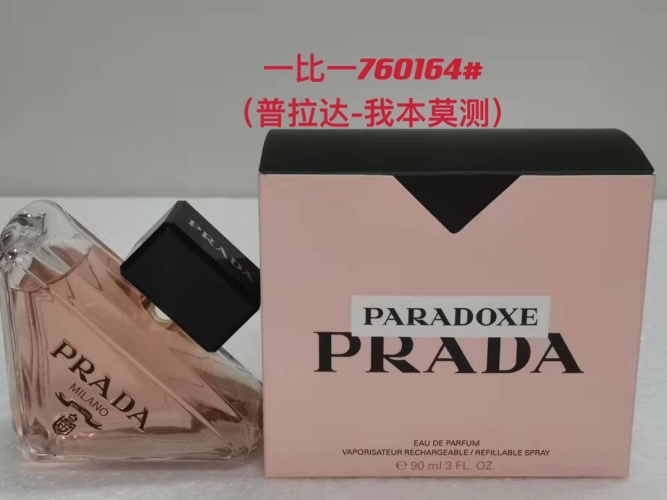 一比一760164#
（普拉达-我本莫测）
PRADA
PRADA
MILANO
PARADOXE
PRADA
EAU DE PARFUM
VAPORISATEUR RECHARGEABLE / REFILLABLE SPRAY
℮ 90 ml 3 FL. OZ.